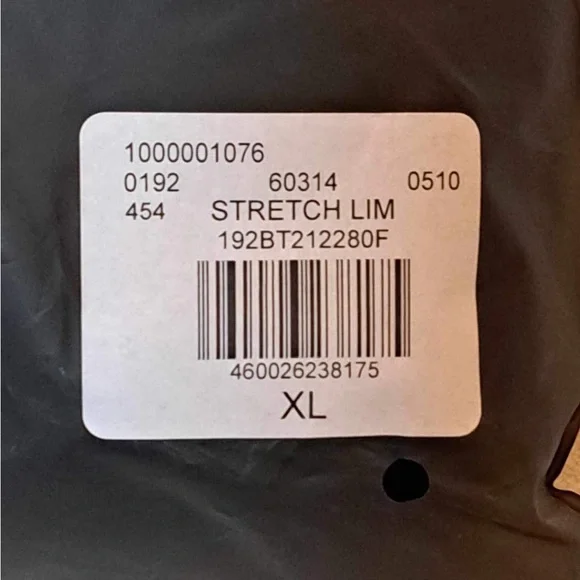 1000001076
0192 60314 0510
454 STRETCH LIM
192BT212280F
460026238175
XL